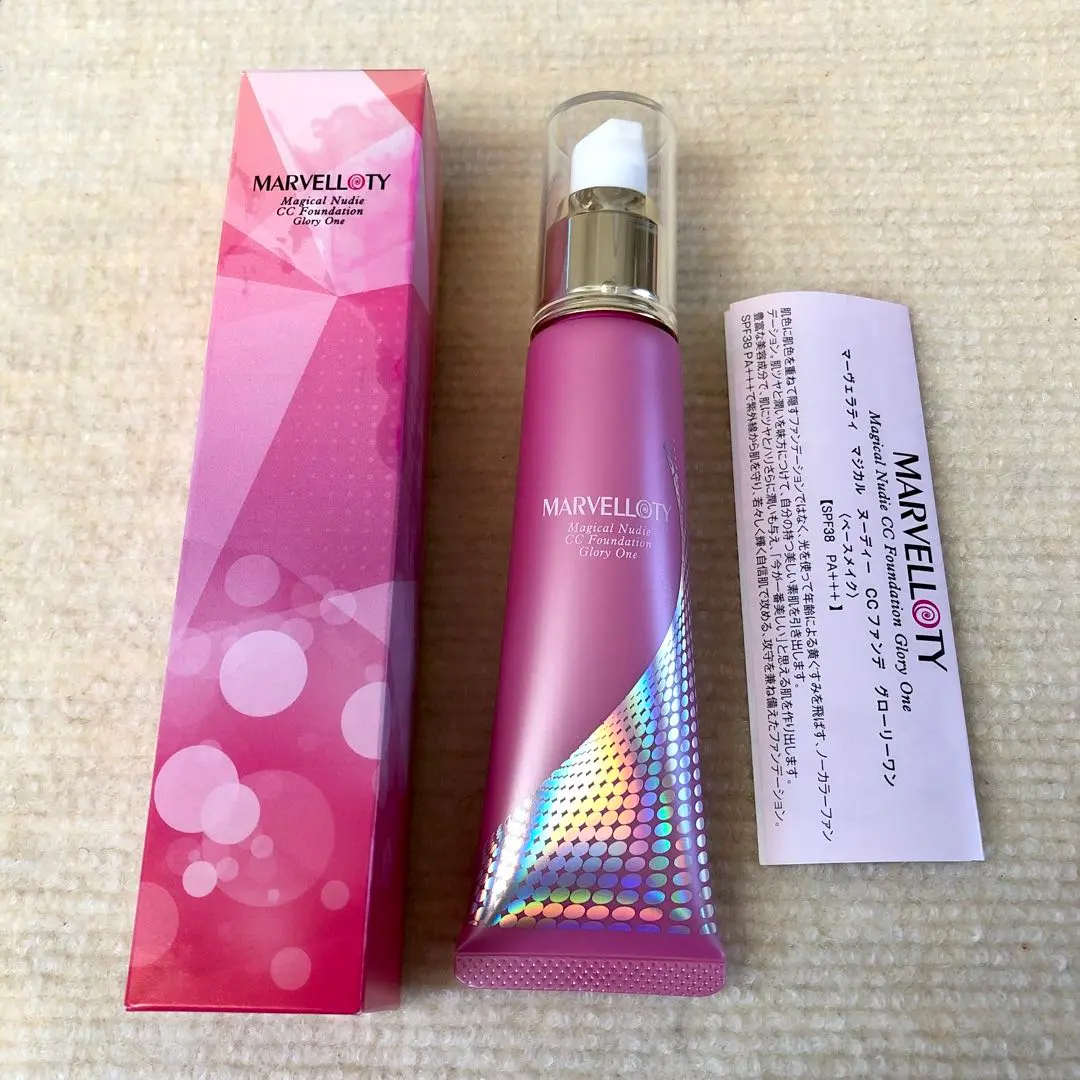 MARVELLOTY
Magical Nudie
CC Foundation
Glory One
MARVELLOTY
Magical Nudie
CC Foundation
Glory One
MARVELLOTY
Magical Nudie CC Foundation Glory One
マーヴェラティ マジカル ヌーディー CCファンデ グローリーワン
(ベースメイク)
【SPF38 PA+++】
肌色に肌色を重ねて隠すファンデーションではなく、光を使って年齢による黄ぐすみを飛ばす、ノーカラーファン
デーション。肌ツヤと潤いを味方につけて、自分の持つ美しい素肌を引き出します。
豊富な美容成分で、肌にツヤとハリさらに潤いも与え、「今が一番美しい」と思える肌を作り出します。
SPF38 PA+++で紫外線から肌を守り、若々しく輝く自信肌で攻める、攻守を兼ね備えたファンデーション。